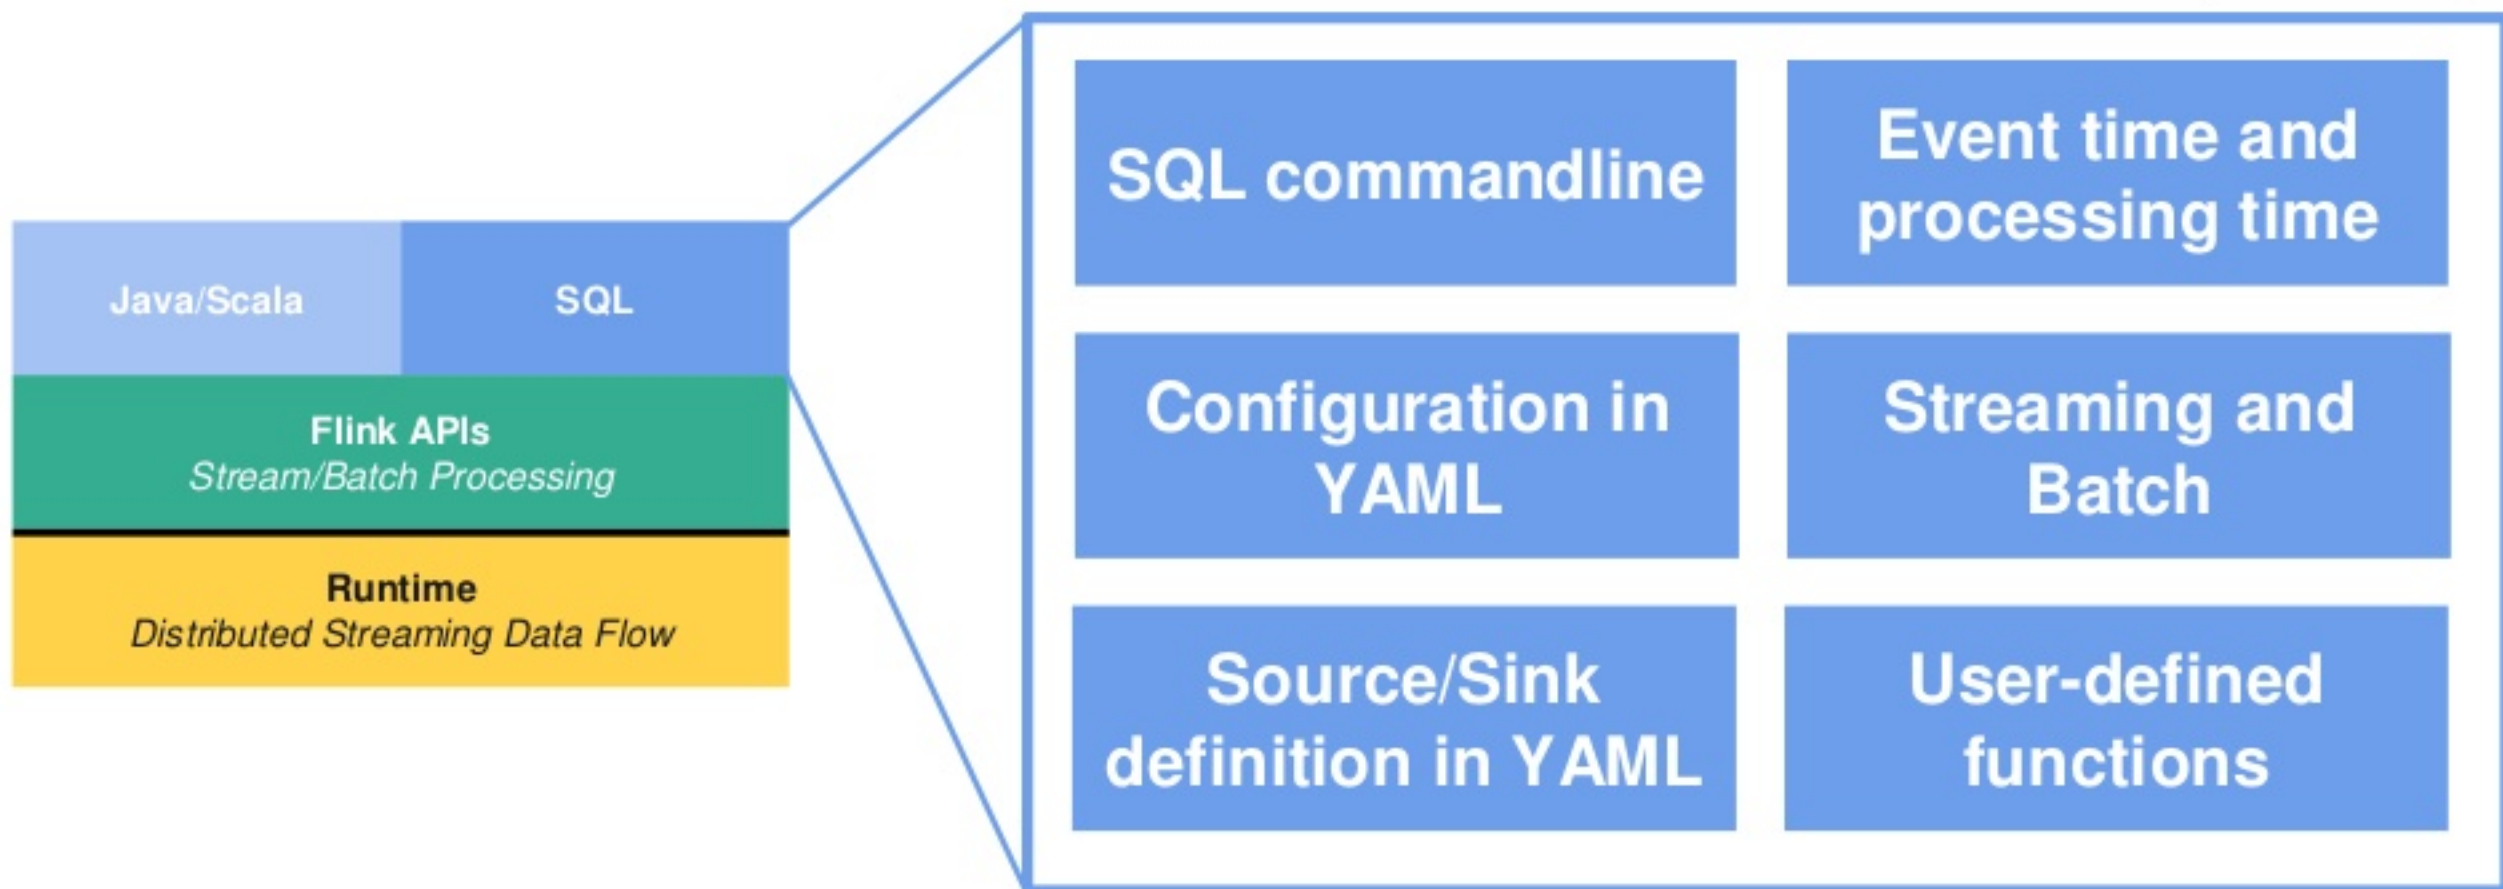 Java/Scala
SQL
Flink APIs
Stream/Batch Processing
Runtime
Distributed Streaming Data Flow
SQL commandline
Event time and
processing time
Configuration in
YAML
Streaming and
Batch
Source/Sink
definition in YAML
User-defined
functions